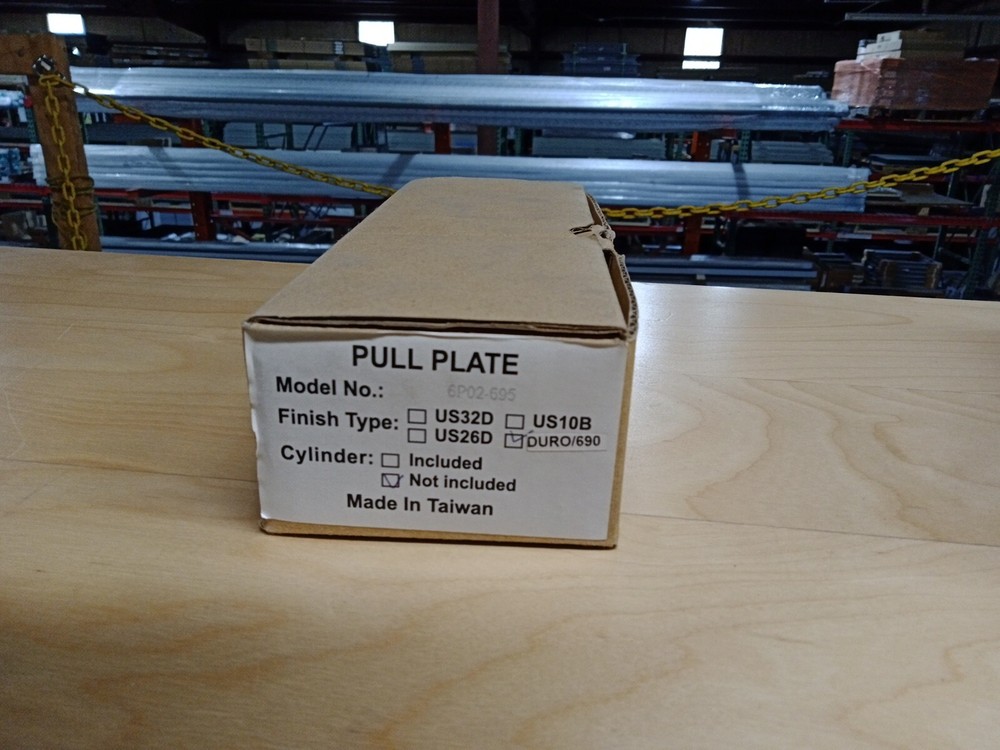 PULL PLATE
Model No.: 6P02-695
Finish Type: US32D US10B
US26D DURO/690
Cylinder: Included
Not included
Made In Taiwan